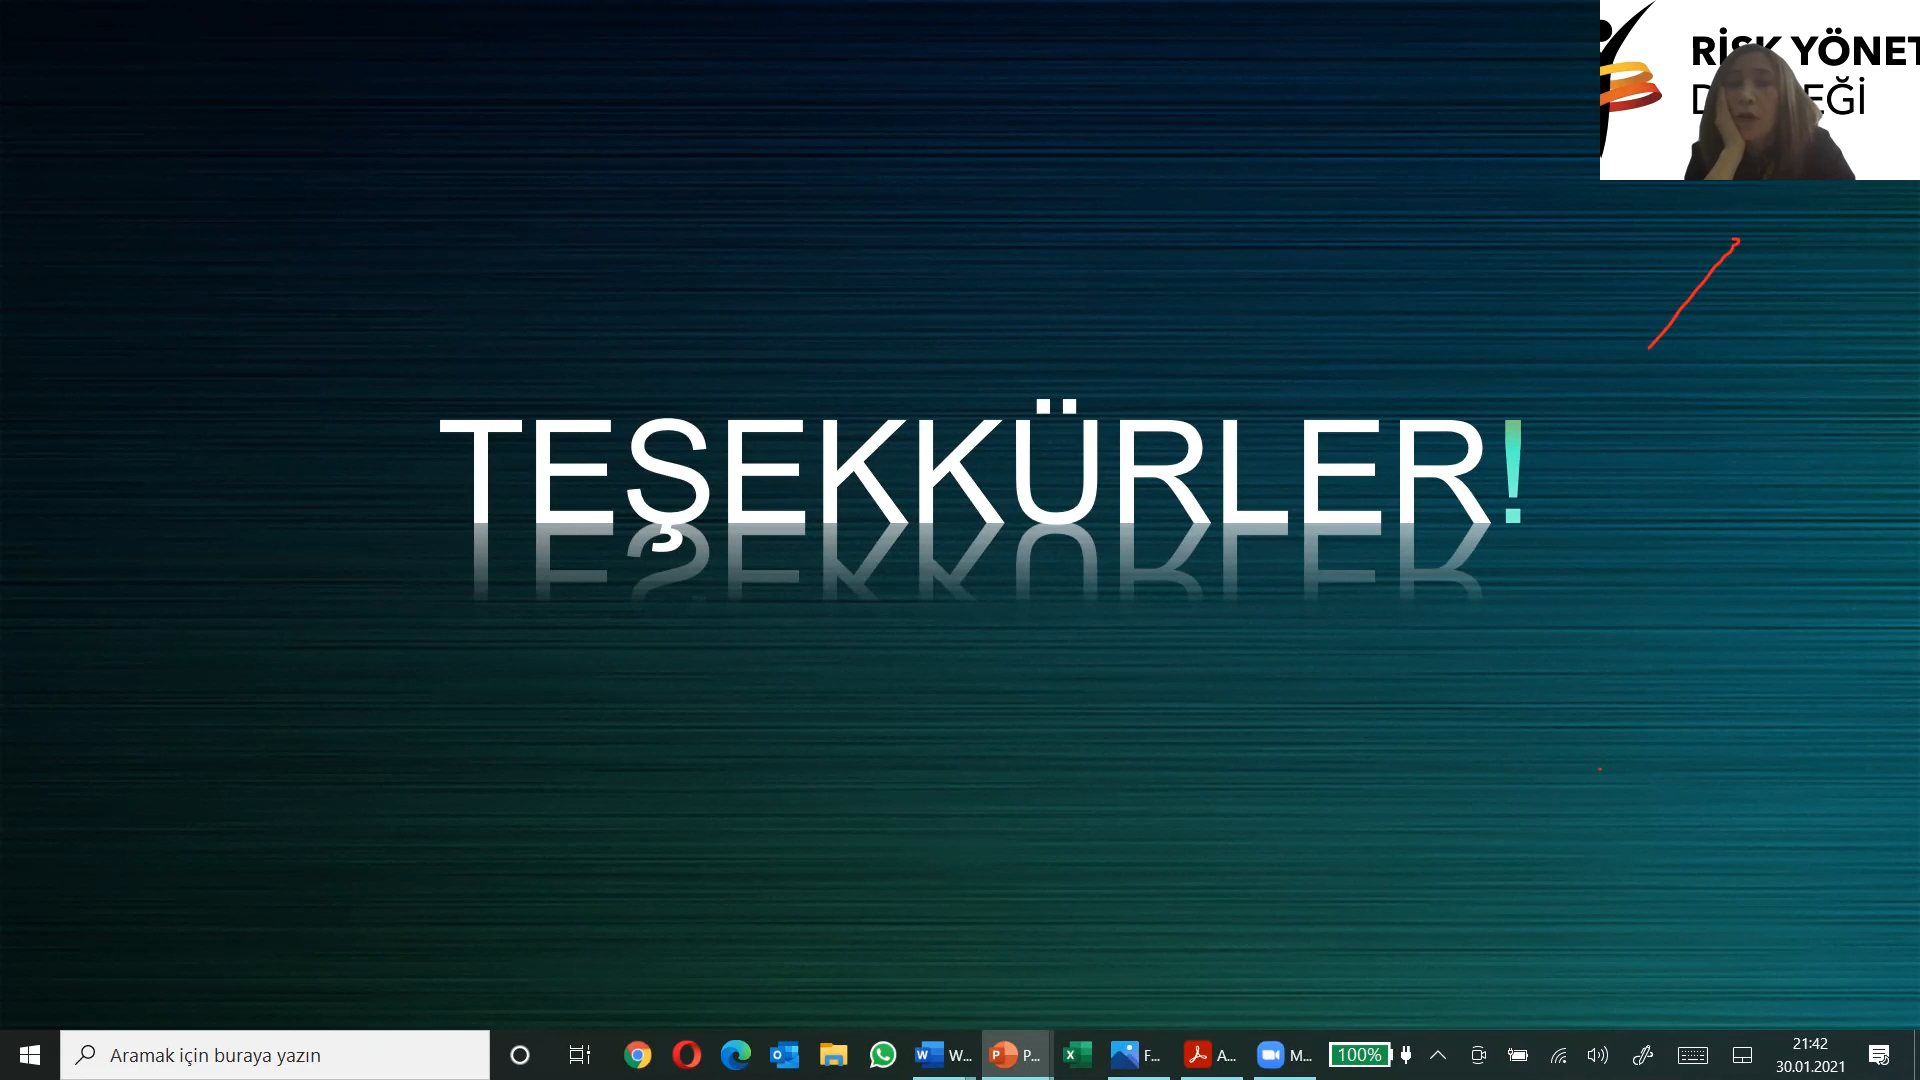 RİSK YÖNET
EĞİ
TEŞEKKÜRLER!
Aramak için buraya yazın
W...
P...
F...
A...
M...
100%
21:42
30.01.2021